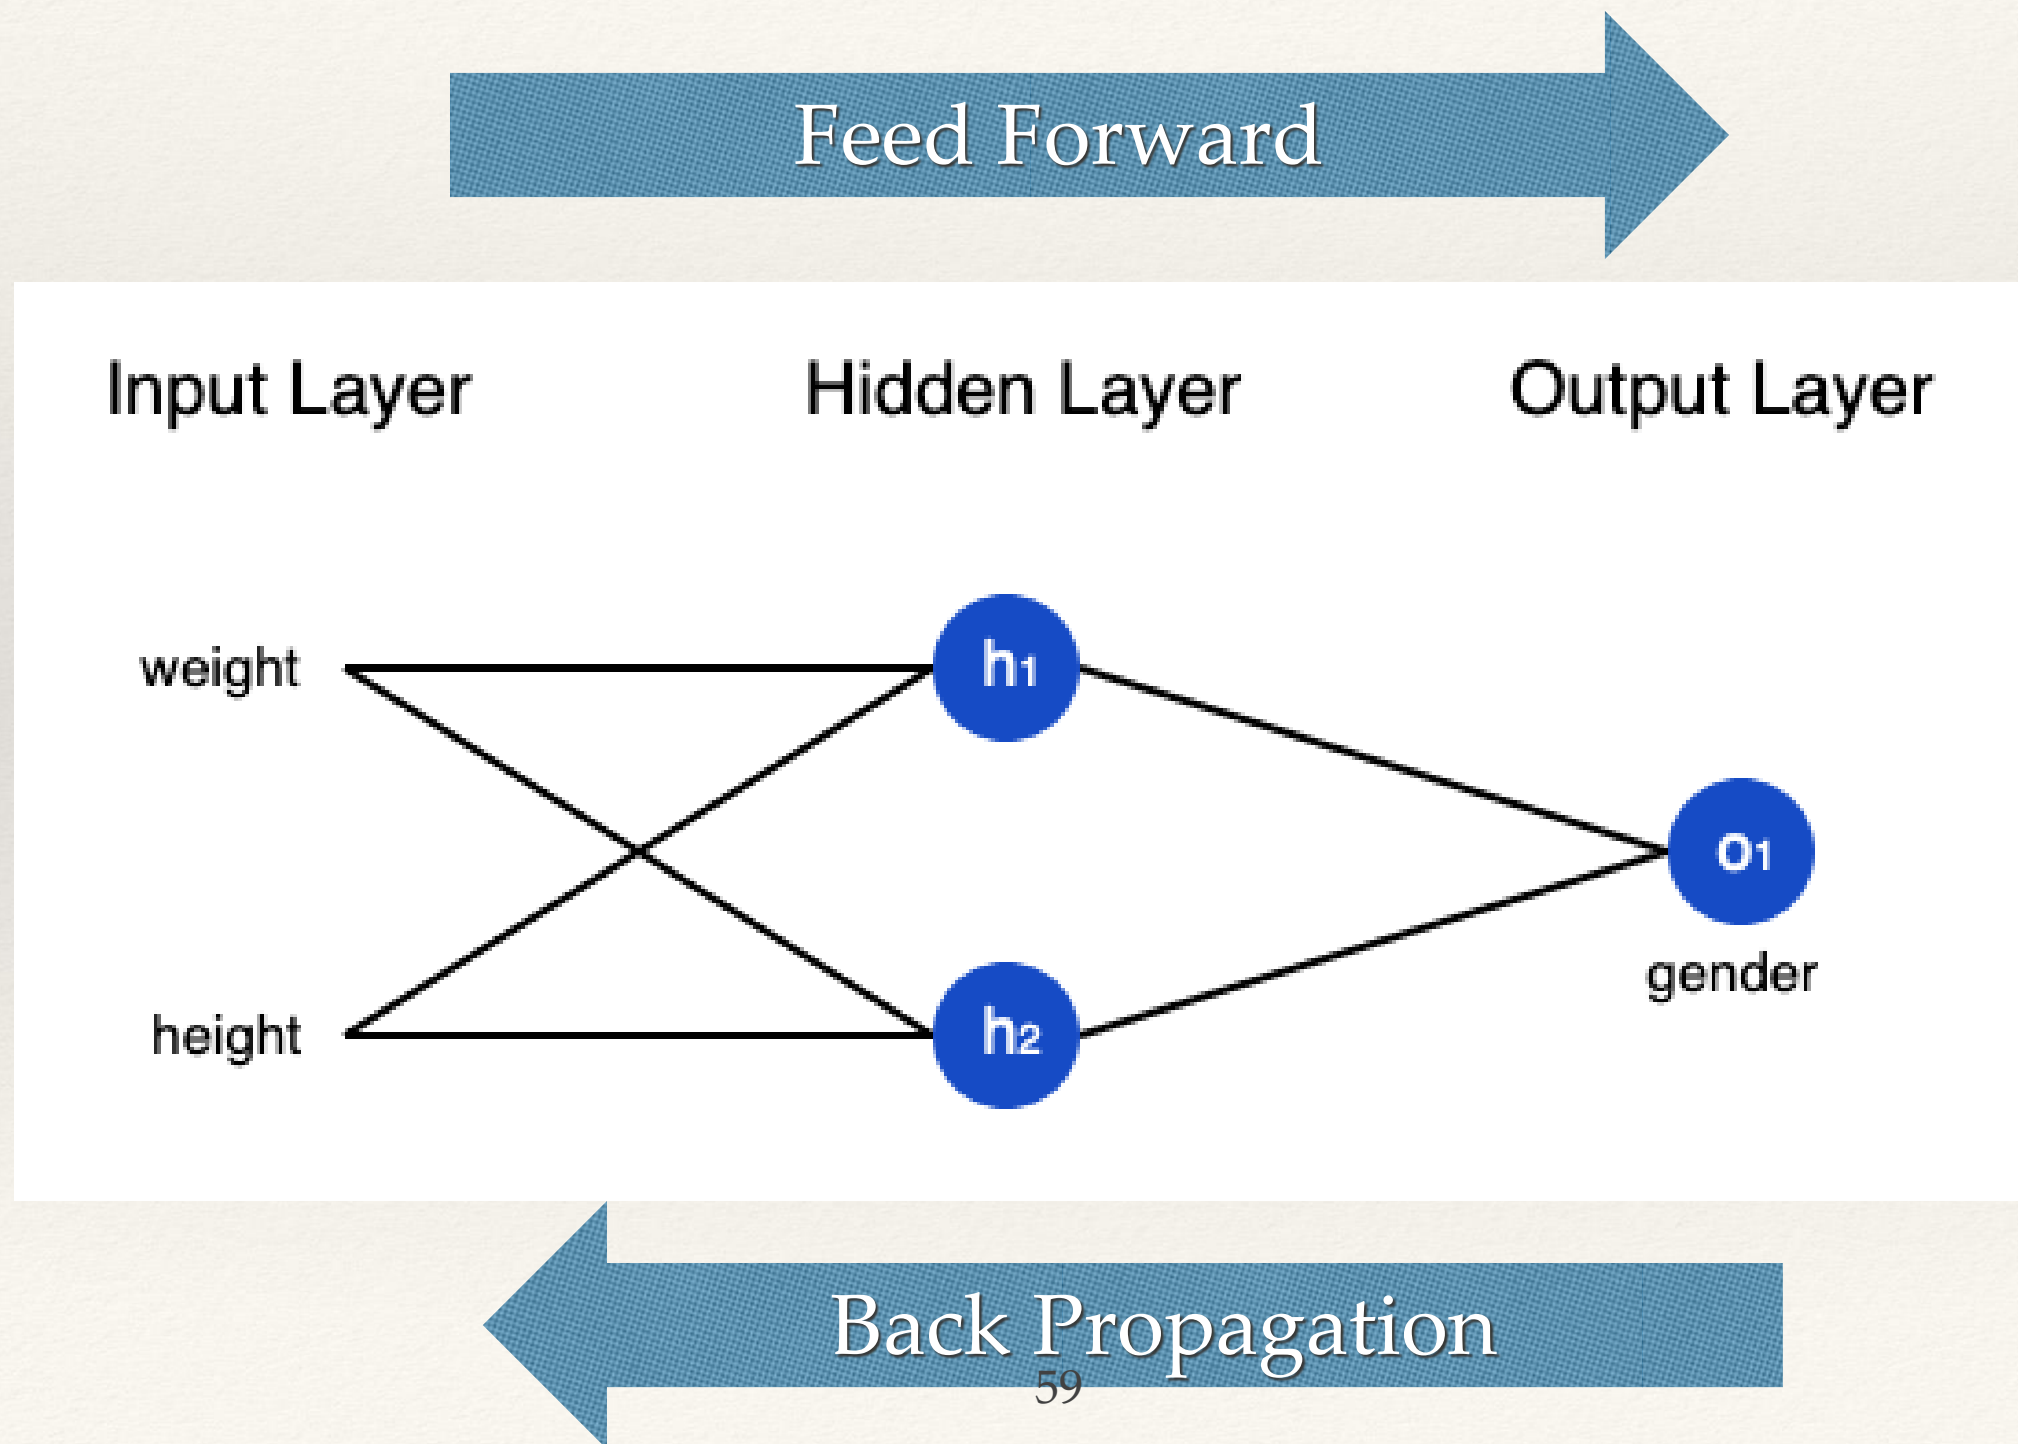 Feed Forward
Input Layer Hidden Layer Output Layer
weight
h1
o1
gender
height
h2
Back Propagation
59